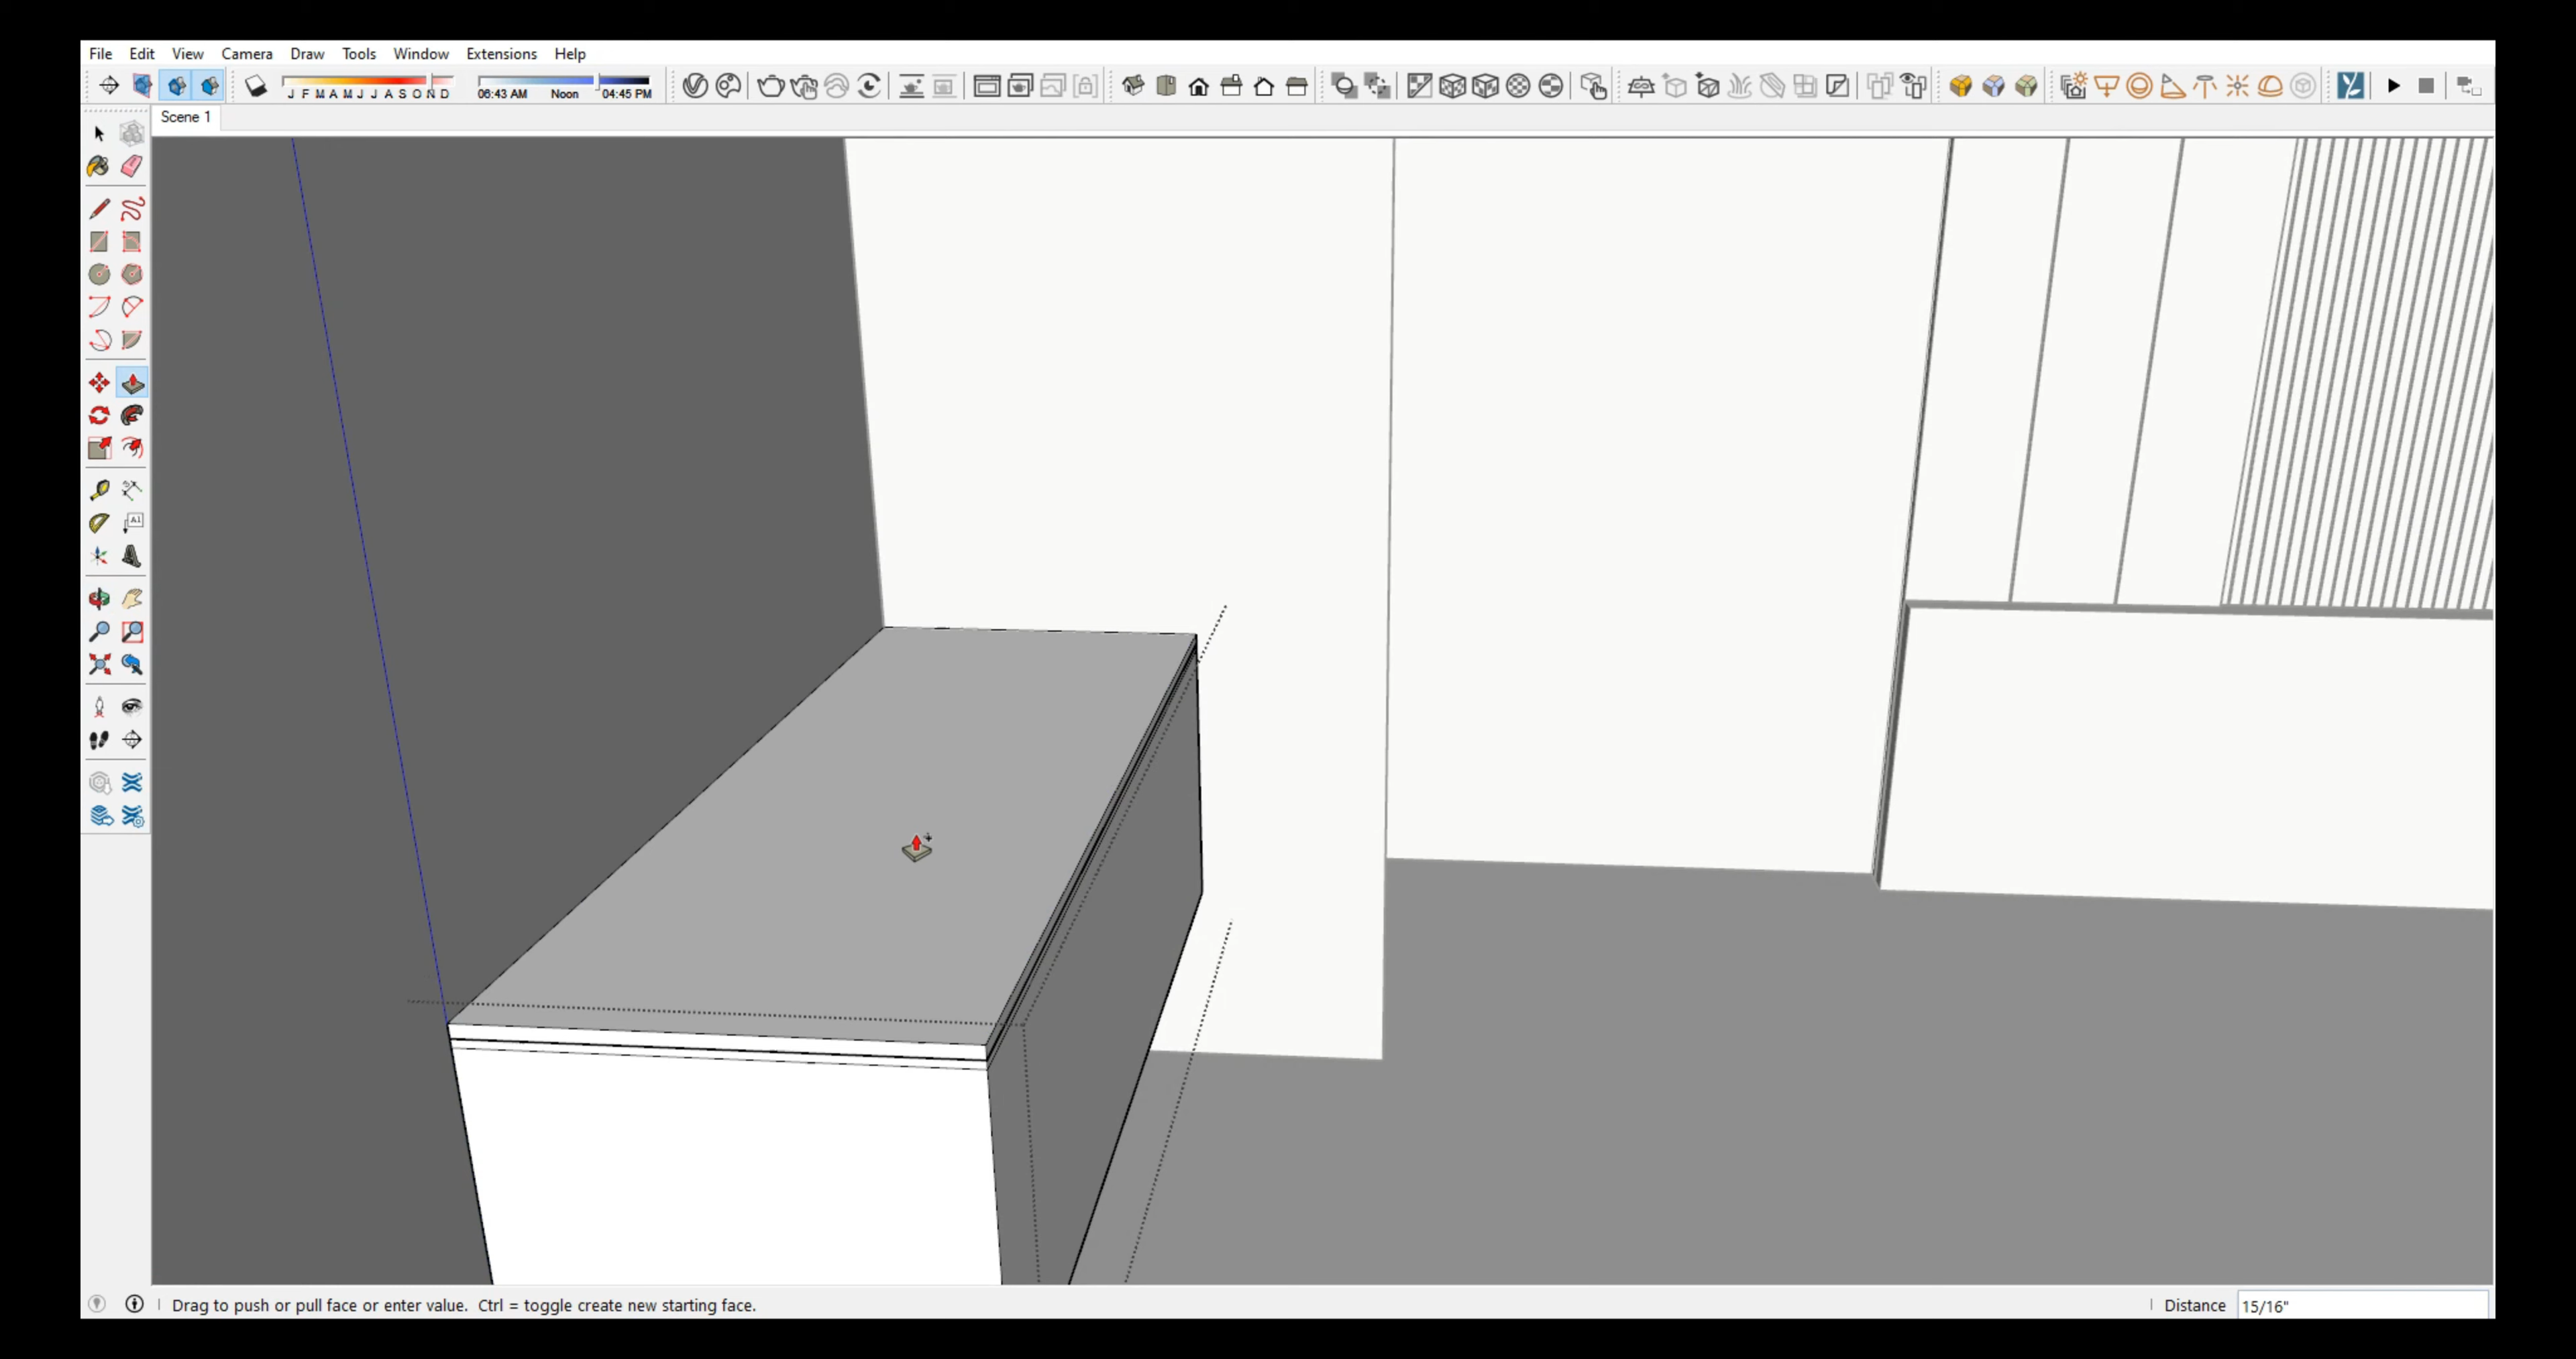 File Edit View Camera Draw Tools Window Extensions Help
J F M A M J J A S O N D 06:43 AM Noon 04:45 PM
Scene 1
A1
Drag to push or pull face or enter value. Ctrl = toggle create new starting face. Distance 15/16"